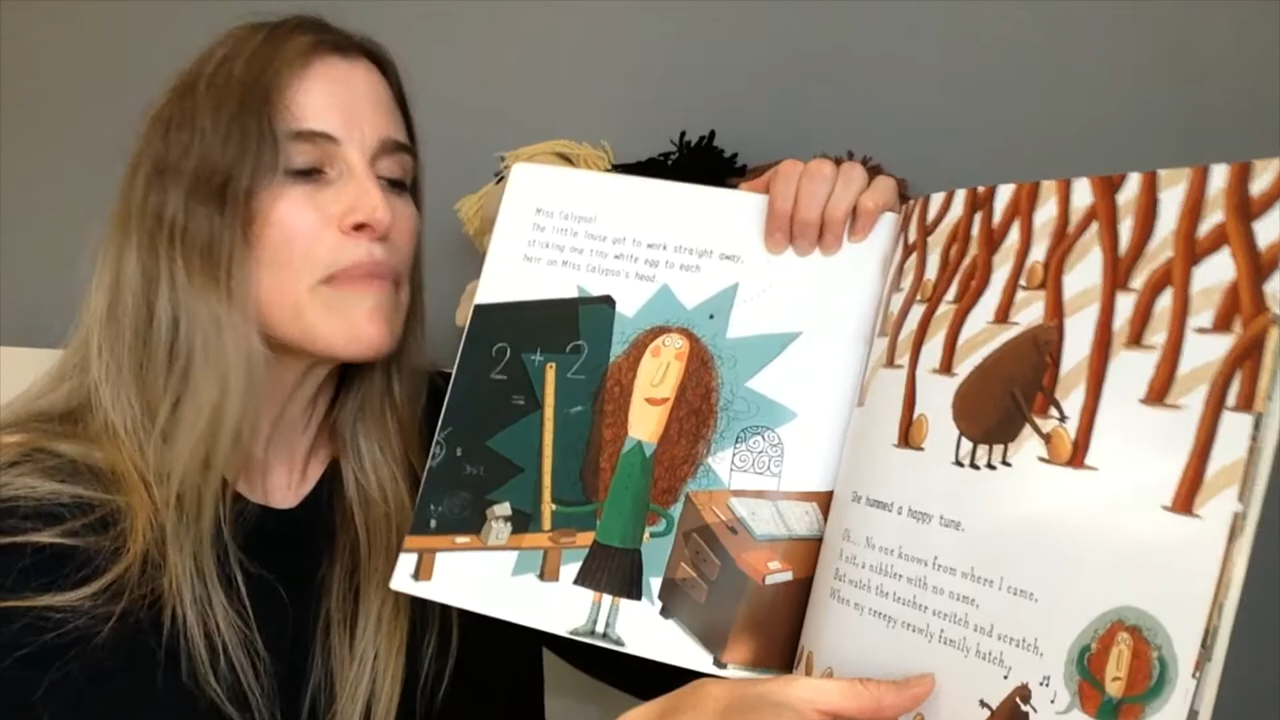 Miss Calypso!
The little louse got to work straight away,
sticking one tiny white egg to each
hair on Miss Calypso's head.
2 + 2
=
She hummed a happy tune.
Oh.... No one knows from where I came,
A nit, a nibbler with no name,
But watch the teacher scritch and scratch,
When my creepy crawly family hatch.